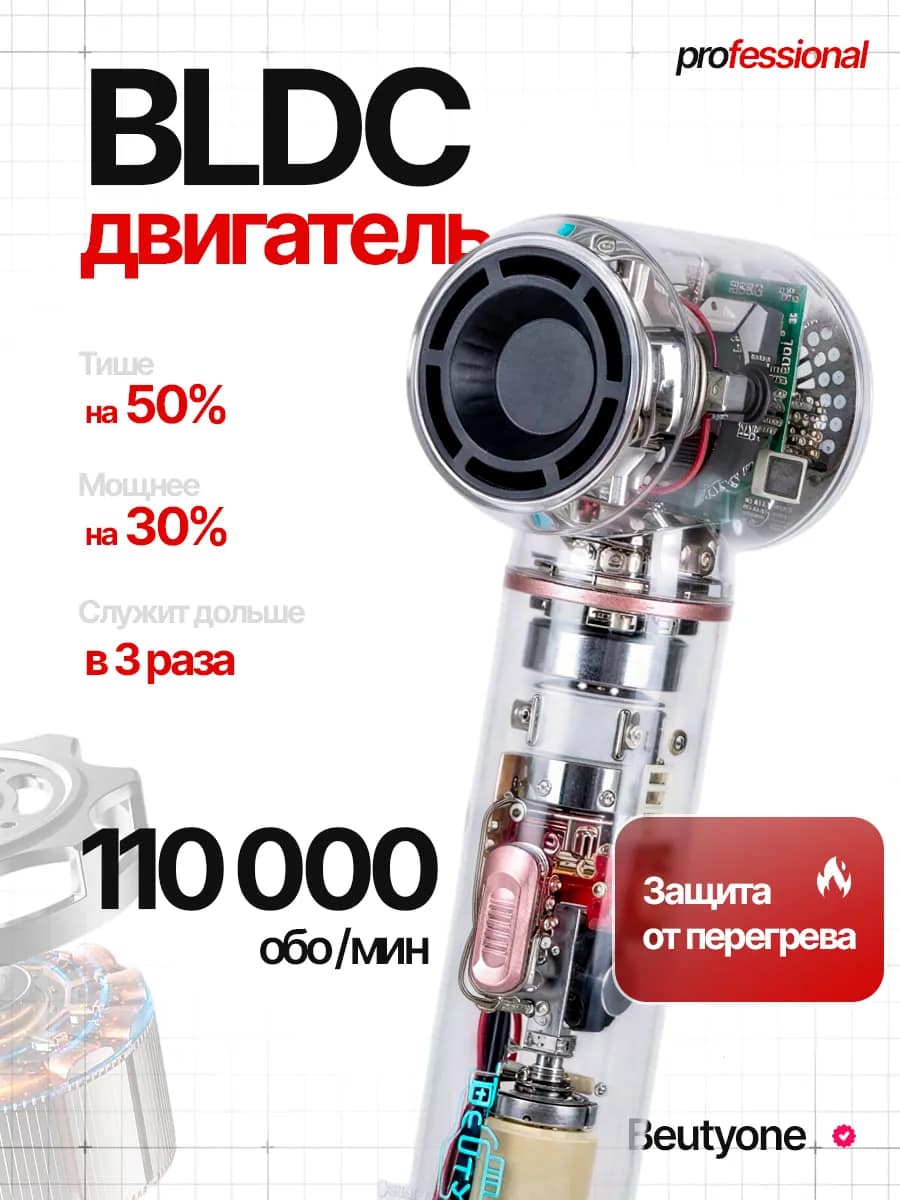 professional
BLDC
двигатель
Тише
на 50%
Мощнее
на 30%
Служит дольше
в 3 раза
110 000
обо/мин
Защита
от перегрева
Beutyone